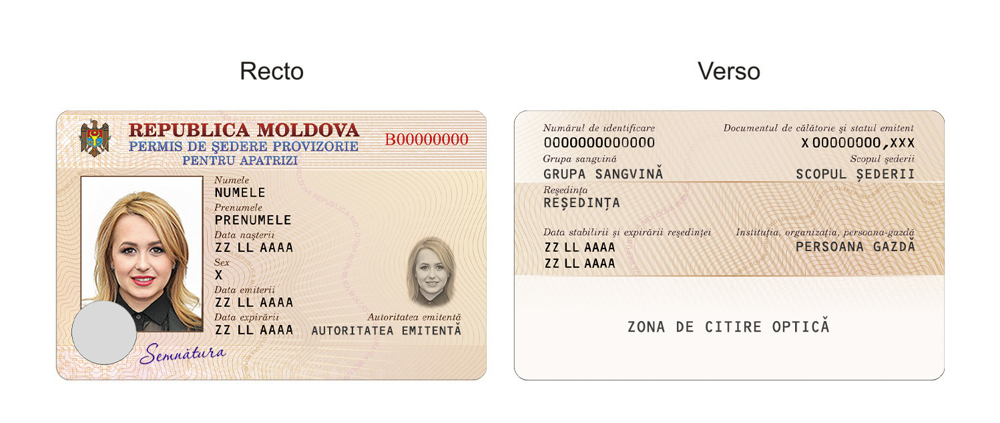 Recto
REPUBLICA MOLDOVA
PERMIS DE ŞEDERE PROVIZORIE
PENTRU APATRIZI
B00000000
Numele
NUMELE
Prenumele
PRENUMELE
Data naşterii
ZZ LL AAAA
Sex
X
Data emiterii
ZZ LL AAAA
Data expirării
ZZ LL AAAA
Autoritatea emitentă
AUTORITATEA EMITENTĂ
Semnătura
Verso
Numărul de identificare
0000000000000
Documentul de călătorie şi statul emitent
X 00000000,XXX
Grupa sanguină
GRUPA SANGVINĂ
Scopul şederii
SCOPUL ŞEDERII
Reşedinţa
REŞEDINŢA
Data stabilirii şi expirării reşedinţei
ZZ LL AAAA
ZZ LL AAAA
Instituţia, organizaţia, persoana-gazdă
PERSOANA GAZDĂ
ZONA DE CITIRE OPTICĂ